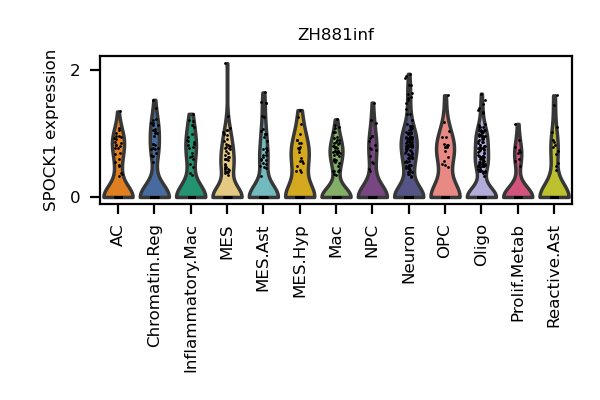 ZH881inf
SPOCK1 expression
2
0
AC
Chromatin.Reg
Inflammatory.Mac
MES
MES.Ast
MES.Hyp
Mac
NPC
Neuron
OPC
Oligo
Prolif.Metab
Reactive.Ast